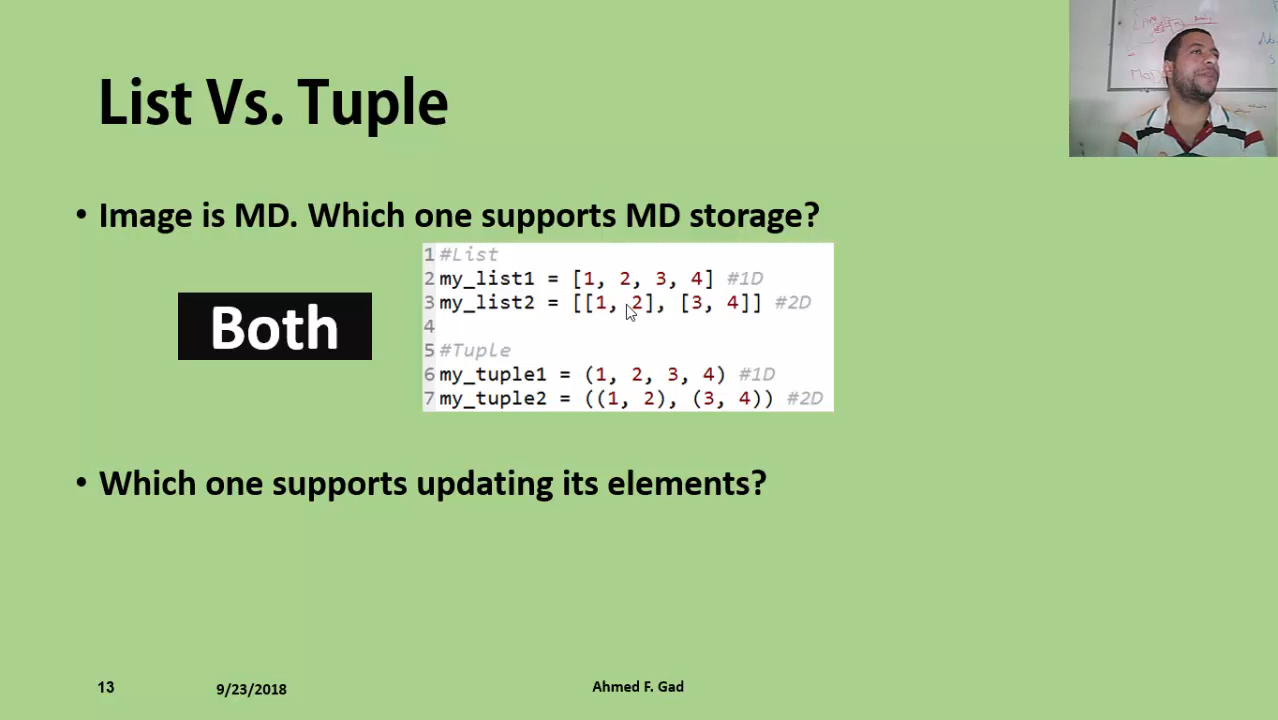 List Vs. Tuple
• Image is MD. Which one supports MD storage?
1 #List
2 my_list1 = [1, 2, 3, 4] #1D
3 my_list2 = [[1, 2], [3, 4]] #2D
4
5 #Tuple
6 my_tuple1 = (1, 2, 3, 4) #1D
7 my_tuple2 = ((1, 2), (3, 4)) #2D
Both
• Which one supports updating its elements?
13
9/23/2018
Ahmed F. Gad